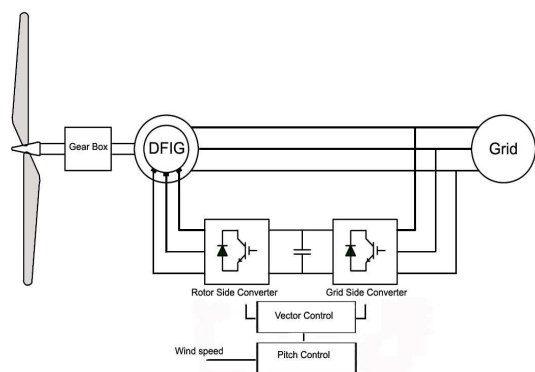 Gear Box
DFIG
Grid
Rotor Side Converter
Grid Side Converter
Vector Control
Wind speed
Pitch Control